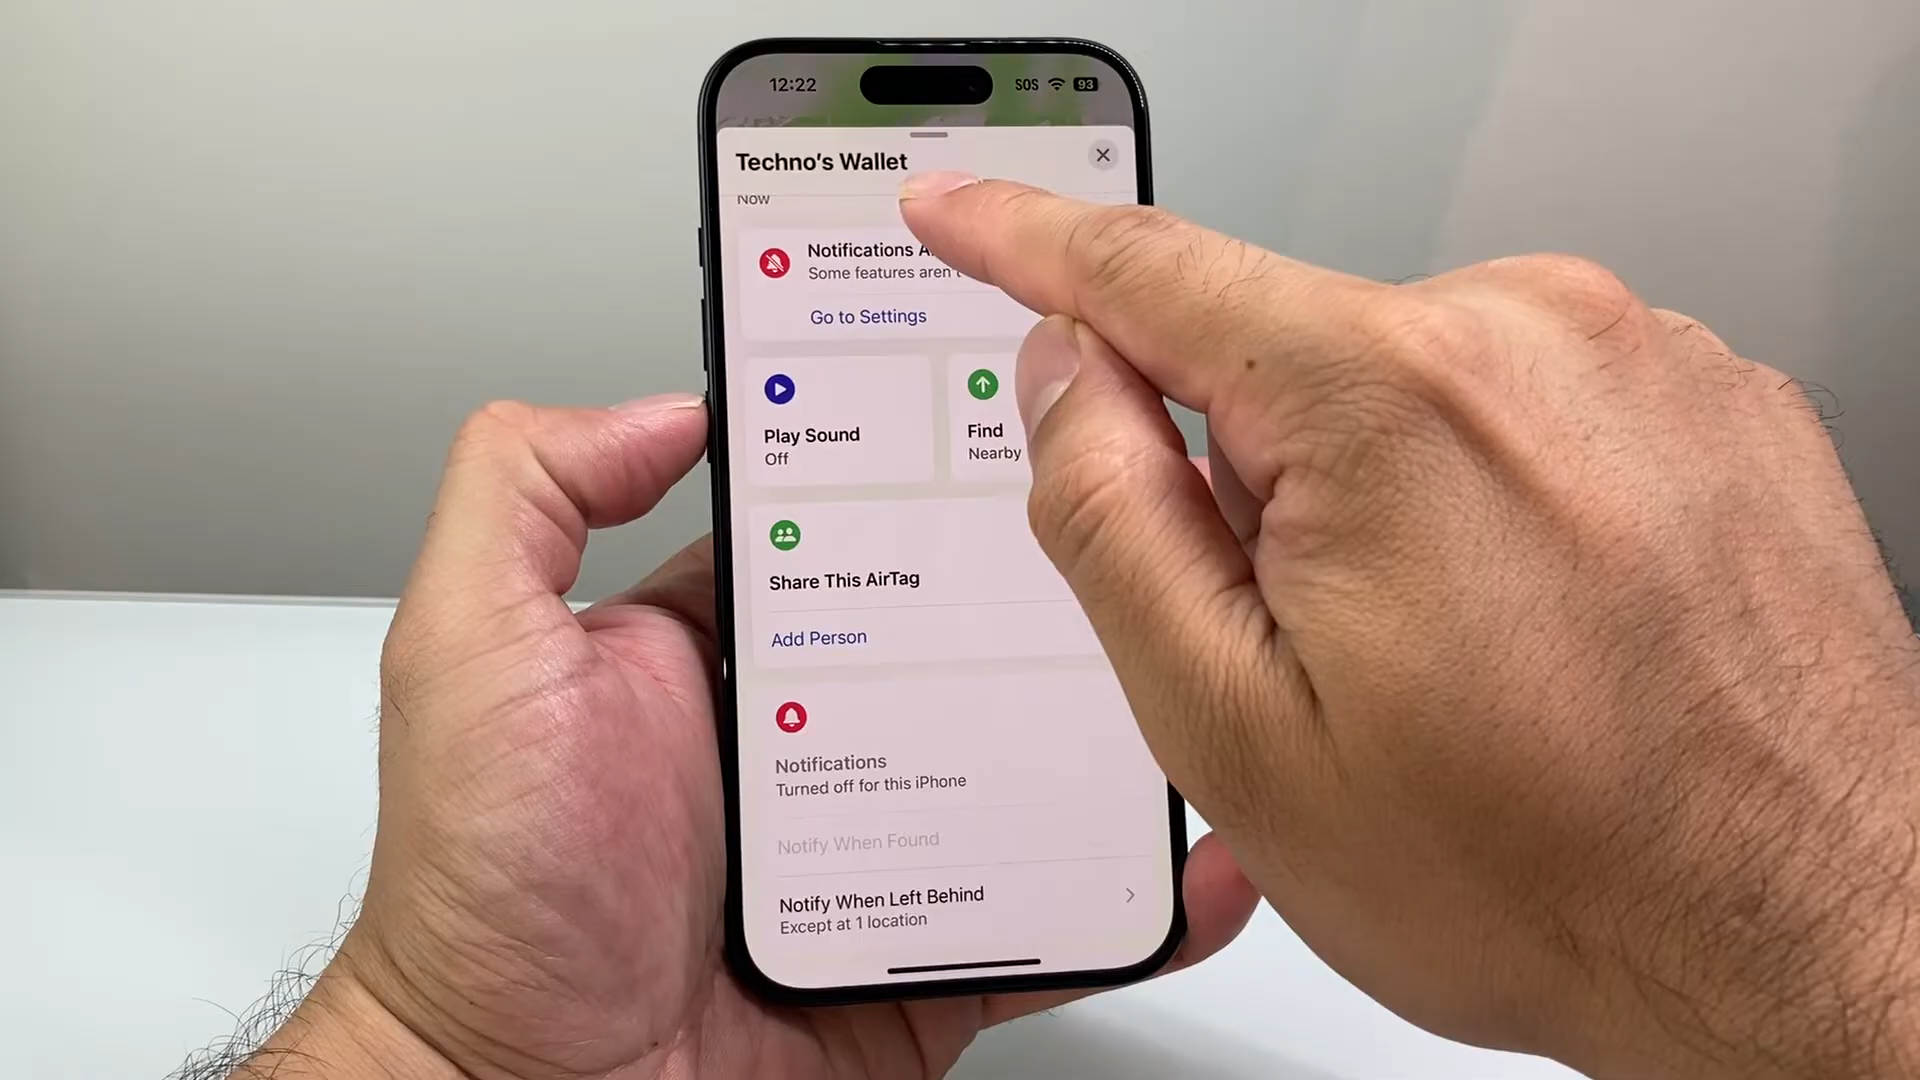 12:22 SOS 93
Techno's Wallet
Now
Notifications
Some features aren't
Go to Settings
Play Sound
Off
Find
Nearby
Share This AirTag
Add Person
Notifications
Turned off for this iPhone
Notify When Found
Notify When Left Behind
Except at 1 location